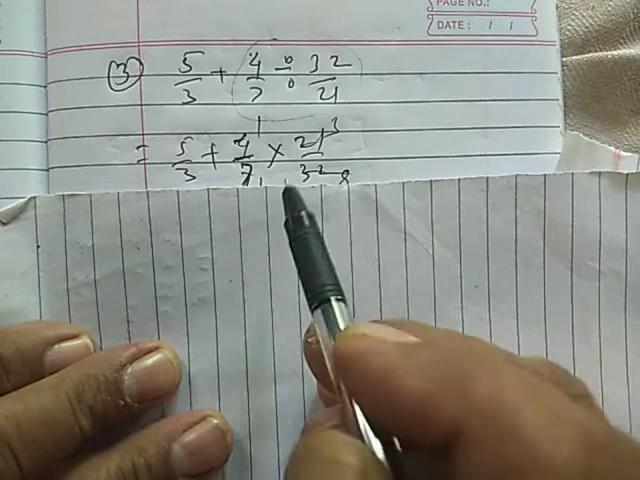 PAGE NO.:
DATE: / /
③ 5/3 + 4/7 ÷ 32/21
= 5/3 + 4/7 × 21/32